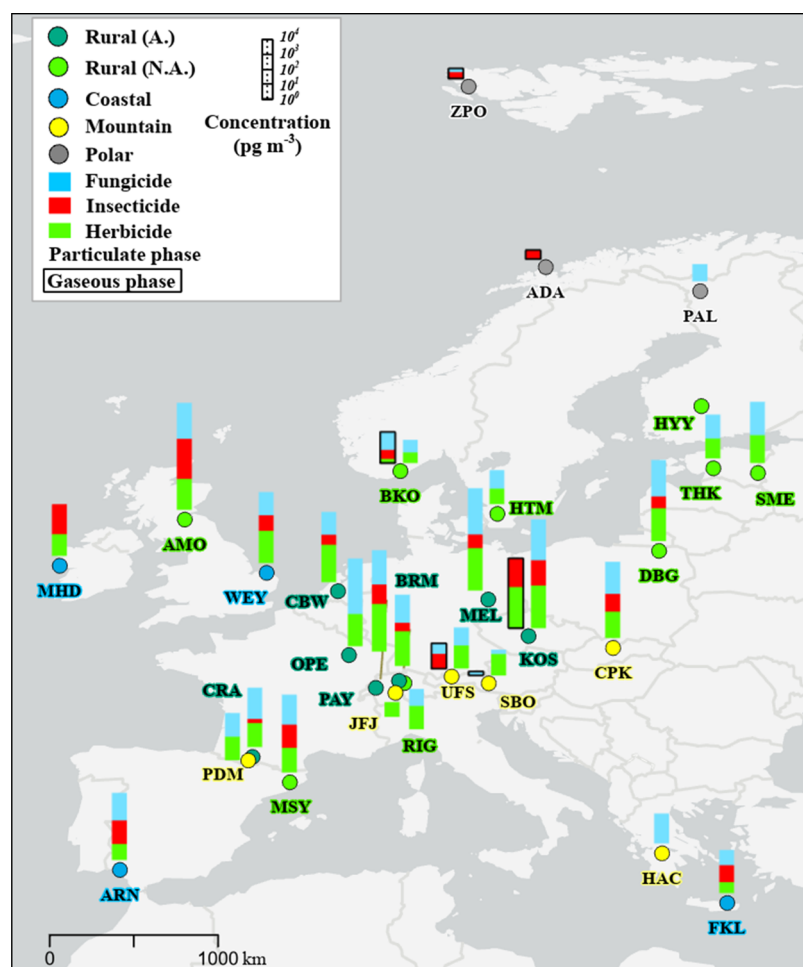 Rural (A.)
Rural (N.A.)
Coastal
Mountain
Polar
Fungicide
Insecticide
Herbicide
Particulate phase
Gaseous phase
10⁴
10³
10²
10¹
10⁰
Concentration
(pg m⁻³)
ZPO
ADA
PAL
HYY
THK
SME
BKO
HTM
AMO
DBG
MHD
WEY
CBW
BRM
MEL
KOS
CPK
OPE
PAY
UFS
SBO
CRA
JFJ
RIG
PDM
MSY
ARN
HAC
FKL
0
1000 km